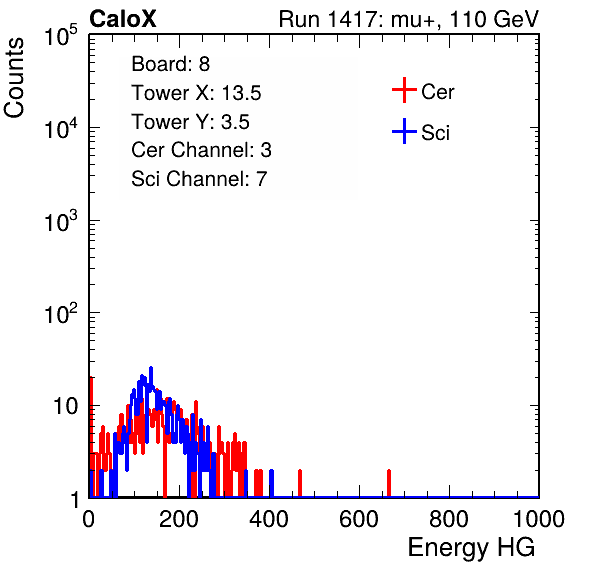 CaloX Run 1417: mu+, 110 GeV
Counts
Board: 8
Tower X: 13.5
Tower Y: 3.5
Cer Channel: 3
Sci Channel: 7
Cer
Sci
10^5
10^4
10^3
10^2
10
1
0 200 400 600 800 1000
Energy HG